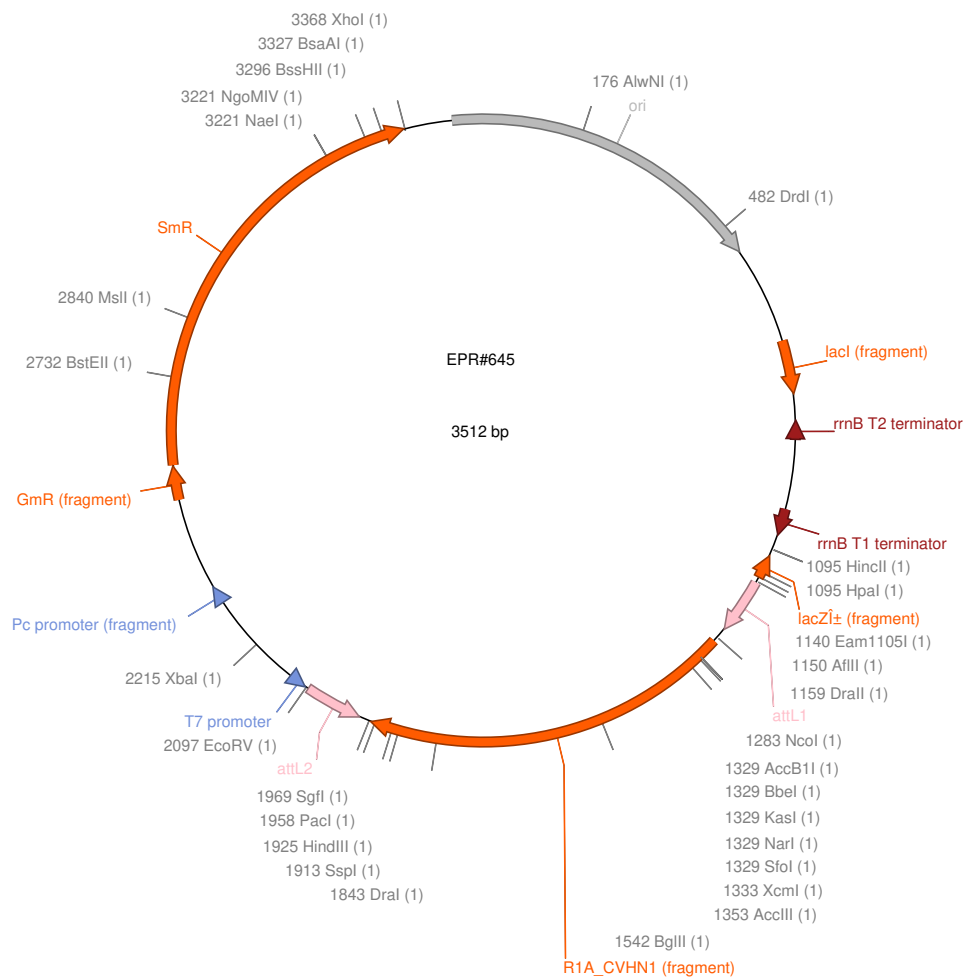 3368 XhoI (1)
3327 BsaAI (1)
3296 BssHII (1)
3221 NgoMIV (1)
3221 NaeI (1)
176 AlwNI (1)
ori
482 DrdI (1)
SmR
2840 MslI (1)
2732 BstEII (1)
EPR#645
3512 bp
lacI (fragment)
rrnB T2 terminator
GmR (fragment)
rrnB T1 terminator
1095 HincII (1)
1095 HpaI (1)
lacZÎ± (fragment)
Pc promoter (fragment)
1140 Eam1105I (1)
1150 AflII (1)
1159 DraII (1)
2215 XbaI (1)
attL1
T7 promoter
1283 NcoI (1)
2097 EcoRV (1)
attL2
1329 AccB1I (1)
1329 BbeI (1)
1969 SgfI (1)
1958 PacI (1)
1329 KasI (1)
1925 HindIII (1)
1329 NarI (1)
1913 SspI (1)
1329 SfoI (1)
1843 DraI (1)
1333 XcmI (1)
1353 AccIII (1)
1542 BglII (1)
R1A_CVHN1 (fragment)